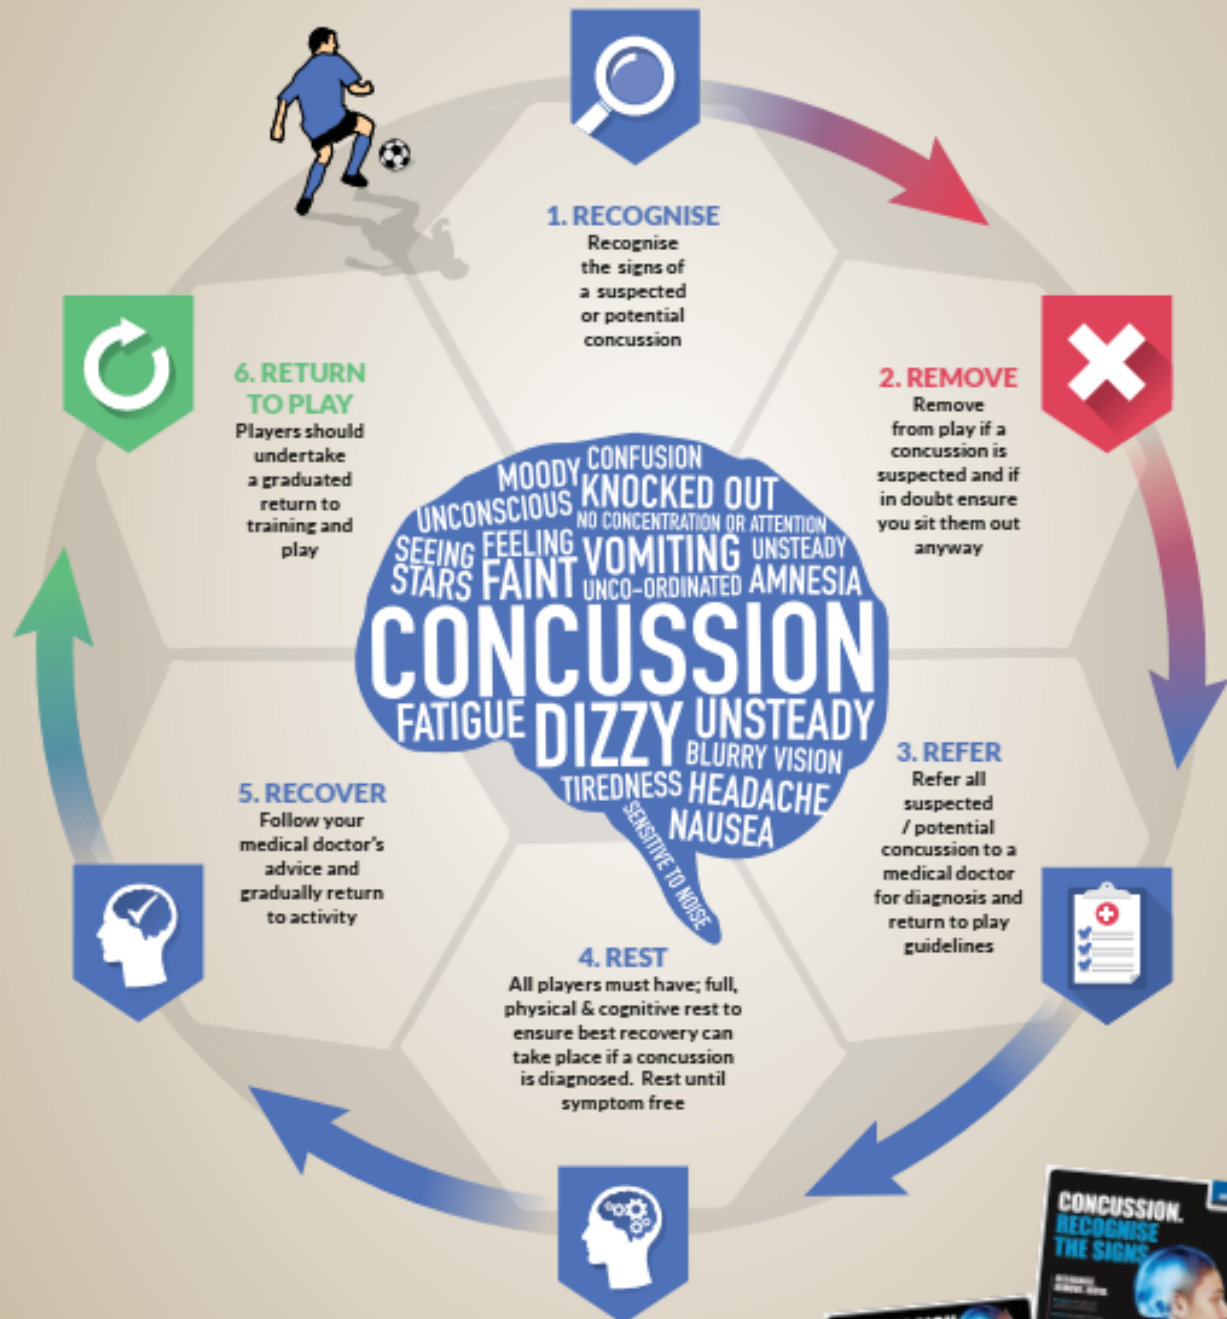 1. RECOGNISE
Recognise
the signs of
a suspected
or potential
concussion
2. REMOVE
Remove
from play if a
concussion is
suspected and if
in doubt ensure
you sit them out
anyway
3. REFER
Refer all
suspected
/ potential
concussion to a
medical doctor
for diagnosis and
return to play
guidelines
4. REST
All players must have; full,
physical & cognitive rest to
ensure best recovery can
take place if a concussion
is diagnosed. Rest until
symptom free
5. RECOVER
Follow your
medical doctor's
advice and
gradually return
to activity
6. RETURN
TO PLAY
Players should
undertake
a graduated
return to
training and
play
MOODY CONFUSION
UNCONSCIOUS KNOCKED OUT
NO CONCENTRATION OR ATTENTION
SEEING STARS
FEELING FAINT
VOMITING UNSTEADY
UNCO-ORDINATED AMNESIA
CONCUSSION
FATIGUE DIZZY UNSTEADY
BLURRY VISION
TIREDNESS HEADACHE
NAUSEA
SENSITIVE TO NOISE
CONCUSSION.
RECOGNISE
THE SIGNS